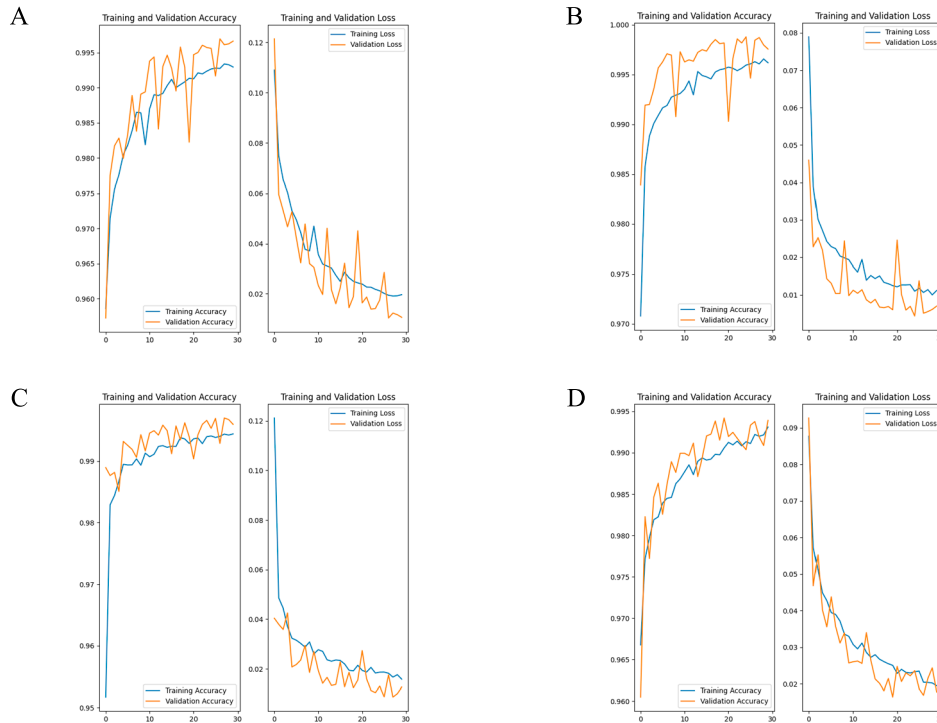 A
Training and Validation Accuracy
0.995
0.990
0.985
0.980
0.975
0.970
0.965
0.960
0 10 20 30
Training Accuracy
Validation Accuracy
Training and Validation Loss
0.12
0.10
0.08
0.06
0.04
0.02
0 10 20 30
Training Loss
Validation Loss
B
Training and Validation Accuracy
1.000
0.995
0.990
0.985
0.980
0.975
0.970
0 10 20 30
Training Accuracy
Validation Accuracy
Training and Validation Loss
0.08
0.07
0.06
0.05
0.04
0.03
0.02
0.01
0 10 20
Training Loss
Validation Loss
C
Training and Validation Accuracy
0.99
0.98
0.97
0.96
0.95
0 10 20 30
Training Accuracy
Validation Accuracy
Training and Validation Loss
0.12
0.10
0.08
0.06
0.04
0.02
0 10 20 30
Training Loss
Validation Loss
D
Training and Validation Accuracy
0.995
0.990
0.985
0.980
0.975
0.970
0.965
0.960
0 10 20 30
Training Accuracy
Validation Accuracy
Training and Validation Loss
0.09
0.08
0.07
0.06
0.05
0.04
0.03
0.02
0 10 20
Training Loss
Validation Loss